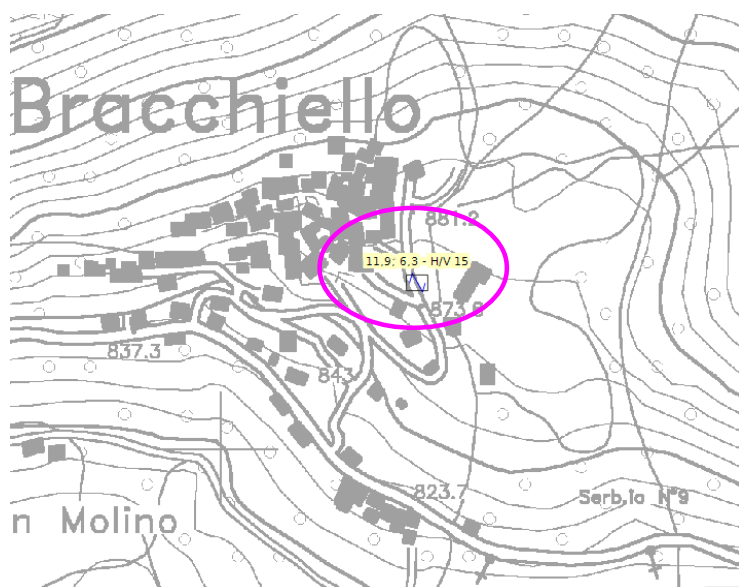 Bracchiello
881.2
11,9; 6,3 - H/V 15
873.8
837.3
843
823.7
Serb.io N°9
n Molino